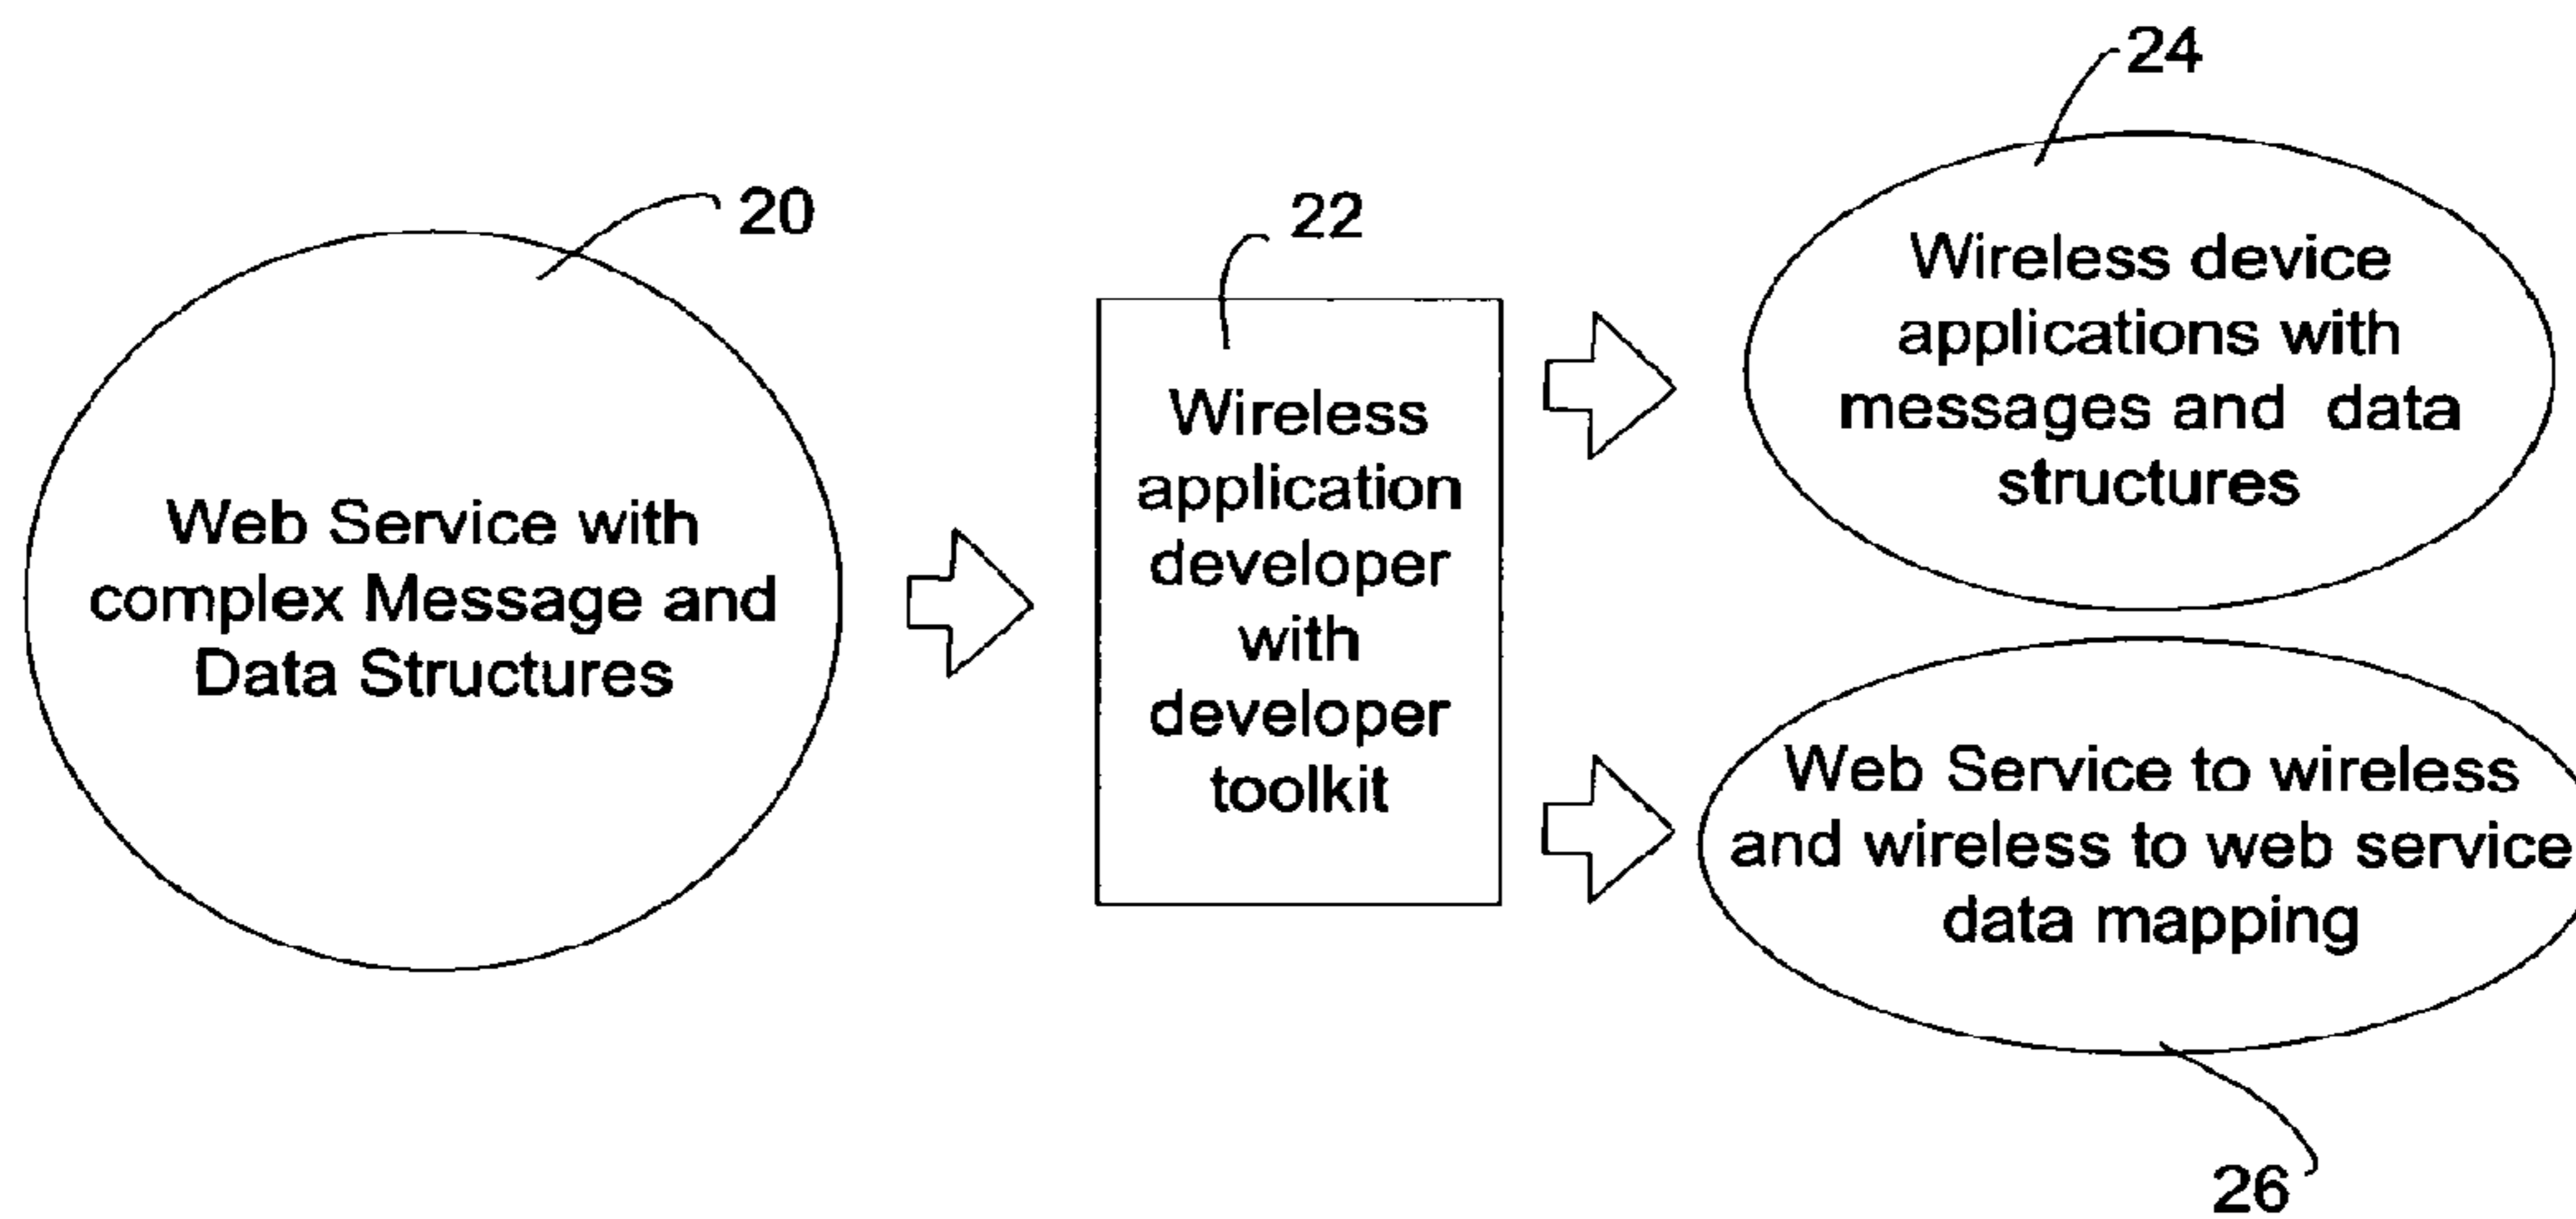 20
Web Service with
complex Message and
Data Structures
22
Wireless
application
developer
with
developer
toolkit
24
Wireless device
applications with
messages and data
structures
Web Service to wireless
and wireless to web service
data mapping
26